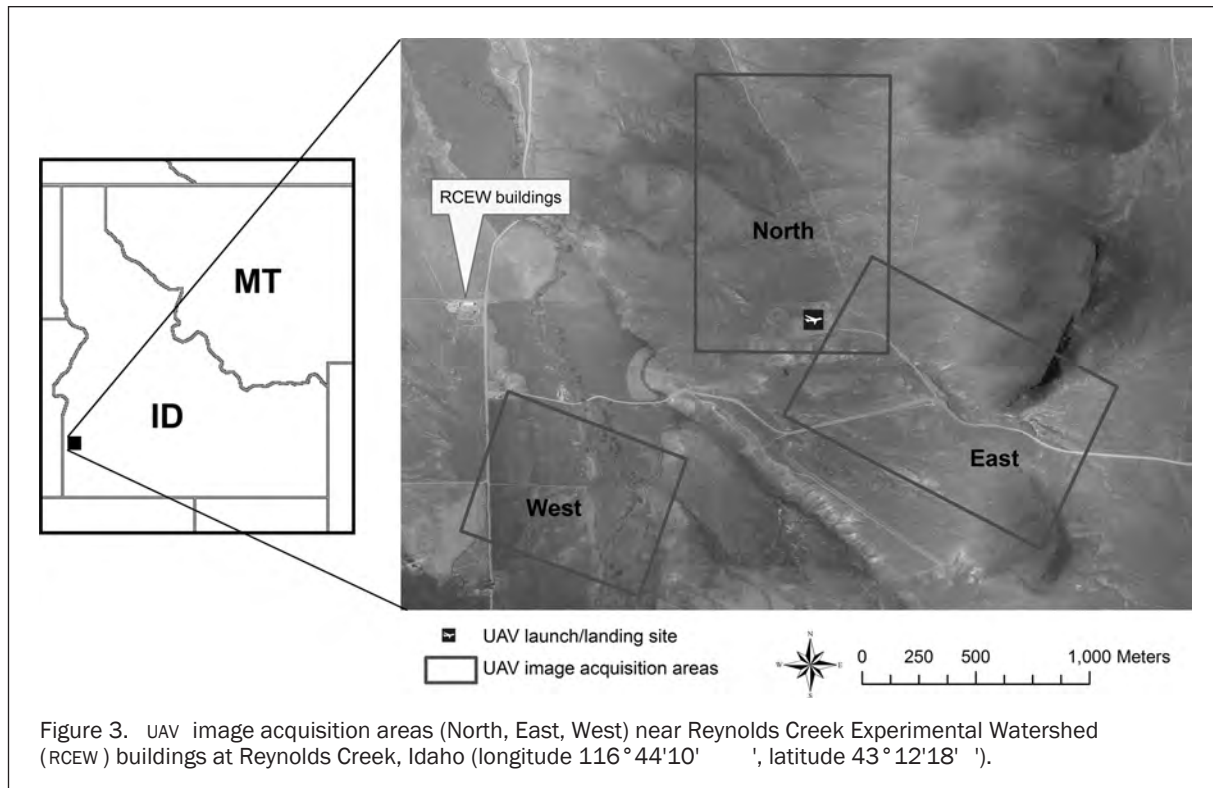 RCEW buildings
North
MT
ID
East
West
N
W
E
S
UAV launch/landing site
UAV image acquisition areas
0 250 500 1,000 Meters
Figure 3. UAV image acquisition areas (North, East, West) near Reynolds Creek Experimental Watershed
(RCEW) buildings at Reynolds Creek, Idaho (longitude 116°44'10' ', latitude 43°12'18' ').